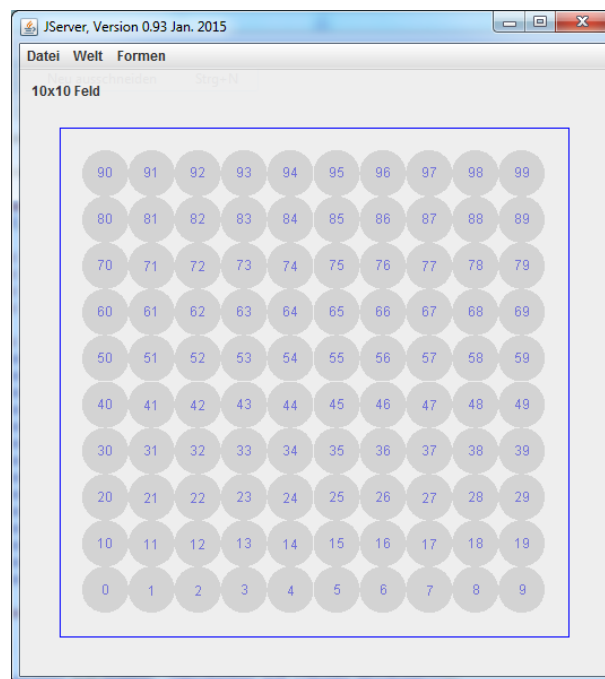 JServer, Version 0.93 Jan. 2015
Datei Welt Formen
Neu ausschneiden Strg+N
10x10 Feld
90 91 92 93 94 95 96 97 98 99
80 81 82 83 84 85 86 87 88 89
70 71 72 73 74 75 76 77 78 79
60 61 62 63 64 65 66 67 68 69
50 51 52 53 54 55 56 57 58 59
40 41 42 43 44 45 46 47 48 49
30 31 32 33 34 35 36 37 38 39
20 21 22 23 24 25 26 27 28 29
10 11 12 13 14 15 16 17 18 19
0 1 2 3 4 5 6 7 8 9